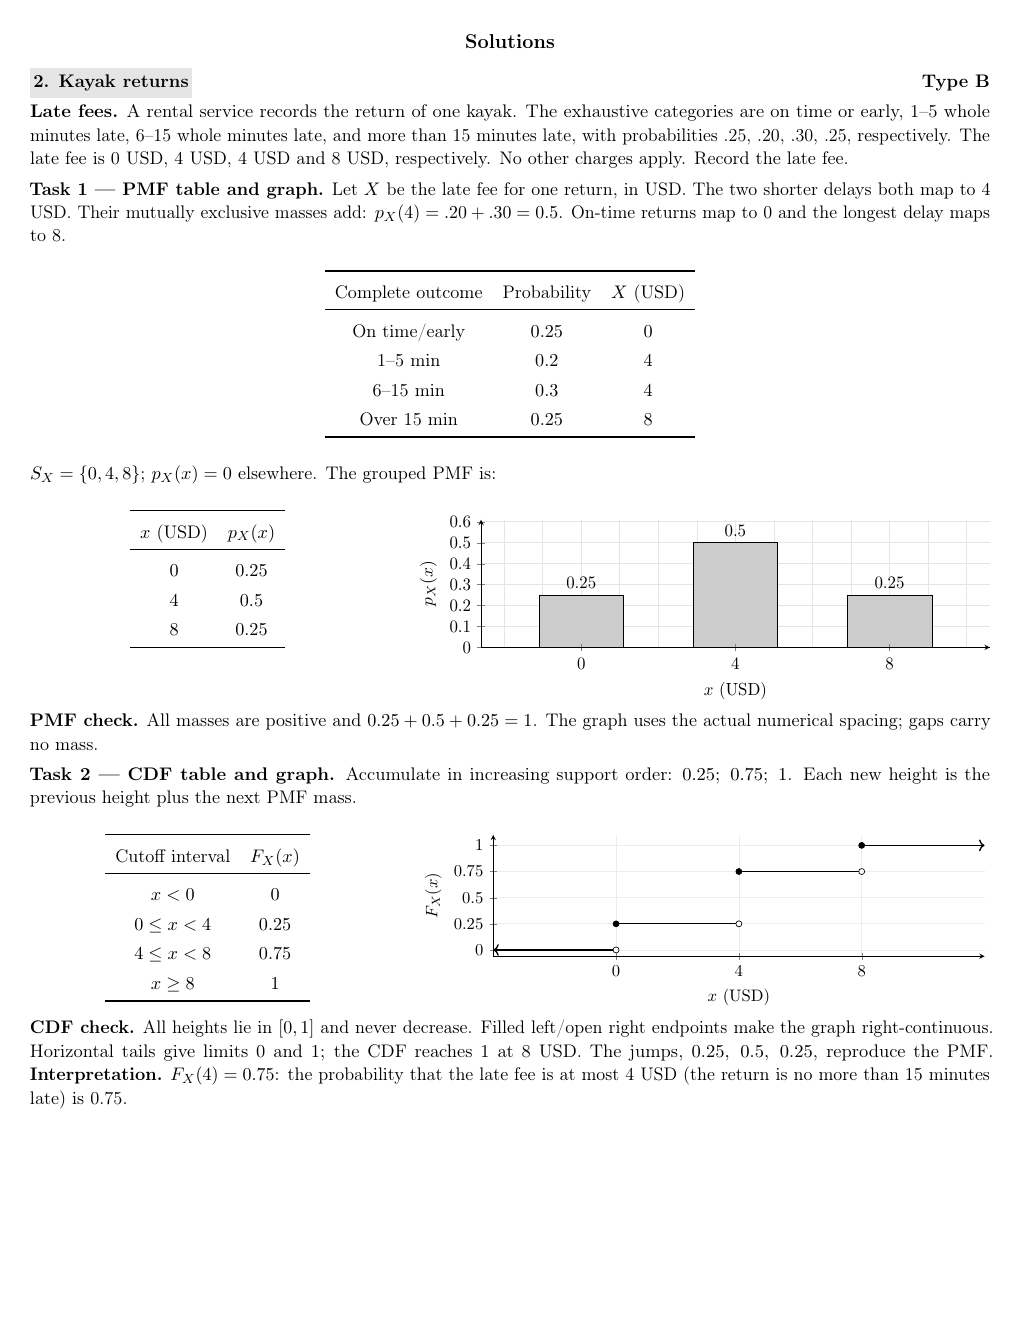 Solutions
2. Kayak returns Type B
Late fees. A rental service records the return of one kayak. The exhaustive categories are on time or early, 1–5 whole
minutes late, 6–15 whole minutes late, and more than 15 minutes late, with probabilities .25, .20, .30, .25, respectively. The
late fee is 0 USD, 4 USD, 4 USD and 8 USD, respectively. No other charges apply. Record the late fee.
Task 1 — PMF table and graph. Let X be the late fee for one return, in USD. The two shorter delays both map to 4
USD. Their mutually exclusive masses add: p_X(4) = .20 + .30 = 0.5. On-time returns map to 0 and the longest delay maps
to 8.
Complete outcome Probability X (USD)
On time/early 0.25 0
1–5 min 0.2 4
6–15 min 0.3 4
Over 15 min 0.25 8
S_X = {0, 4, 8}; p_X(x) = 0 elsewhere. The grouped PMF is:
x (USD) p_X(x)
0 0.25
4 0.5
8 0.25
p_X(x)
0.6
0.5
0.4
0.3
0.2
0.1
0
0.25
0.5
0.25
0 4 8
x (USD)
PMF check. All masses are positive and 0.25 + 0.5 + 0.25 = 1. The graph uses the actual numerical spacing; gaps carry
no mass.
Task 2 — CDF table and graph. Accumulate in increasing support order: 0.25; 0.75; 1. Each new height is the
previous height plus the next PMF mass.
Cutoff interval F_X(x)
x < 0 0
0 ≤ x < 4 0.25
4 ≤ x < 8 0.75
x ≥ 8 1
F_X(x)
1
0.75
0.5
0.25
0
0 4 8
x (USD)
CDF check. All heights lie in [0, 1] and never decrease. Filled left/open right endpoints make the graph right-continuous.
Horizontal tails give limits 0 and 1; the CDF reaches 1 at 8 USD. The jumps, 0.25, 0.5, 0.25, reproduce the PMF.
Interpretation. F_X(4) = 0.75: the probability that the late fee is at most 4 USD (the return is no more than 15 minutes
late) is 0.75.